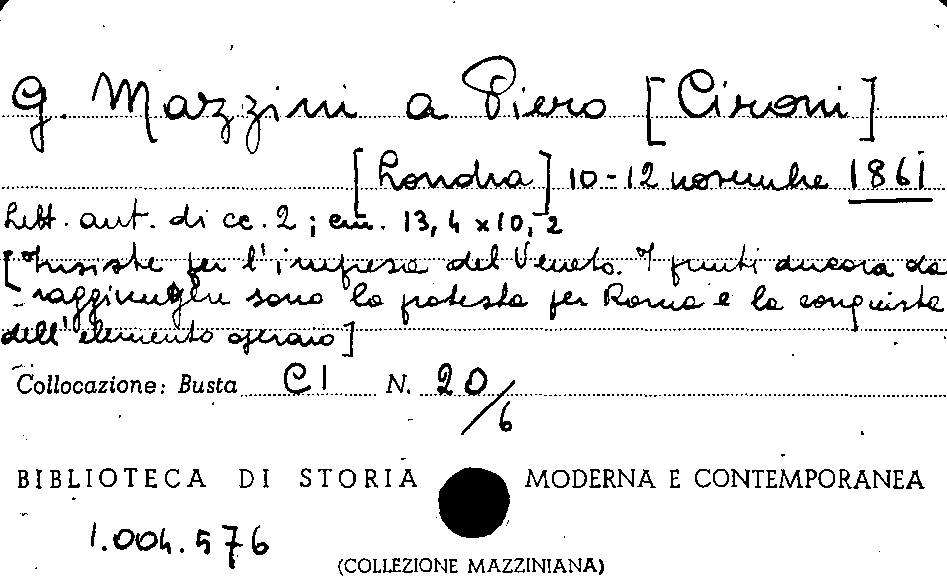 G. Mazzini a Piero [Cironi]
[Londra] 10-12 novembre 1861
Lett. aut. di cc. 2; cm. 13,4 x 10,2
[Insiste per l'impresa del Veneto. I punti ancora da
raggiungere sono la protesta per Roma e la conquista
dell'elemento operaio]
Collocazione: Busta CI N. 20/6
BIBLIOTECA DI STORIA MODERNA E CONTEMPORANEA
1.004.576
(COLLEZIONE MAZZINIANA)